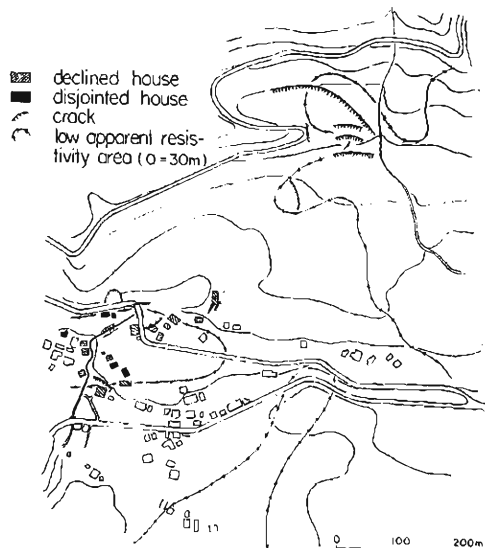 declined house
disjointed house
crack
low apparent resis-
tivity area (O = 30m)
0 100 200m